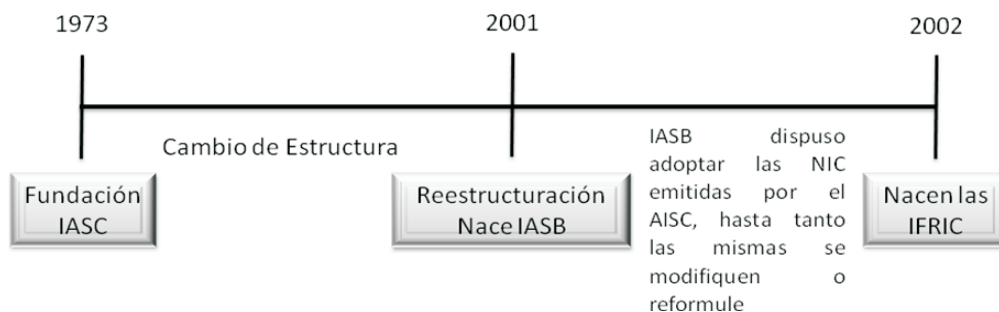 1973
2001
2002
Cambio de Estructura
IASB dispuso
adoptar las NIC
emitidas por el
AISC, hasta tanto
las mismas se
modifiquen o
reformule
Fundación
IASC
Reestructuración
Nace IASB
Nacen las
IFRIC